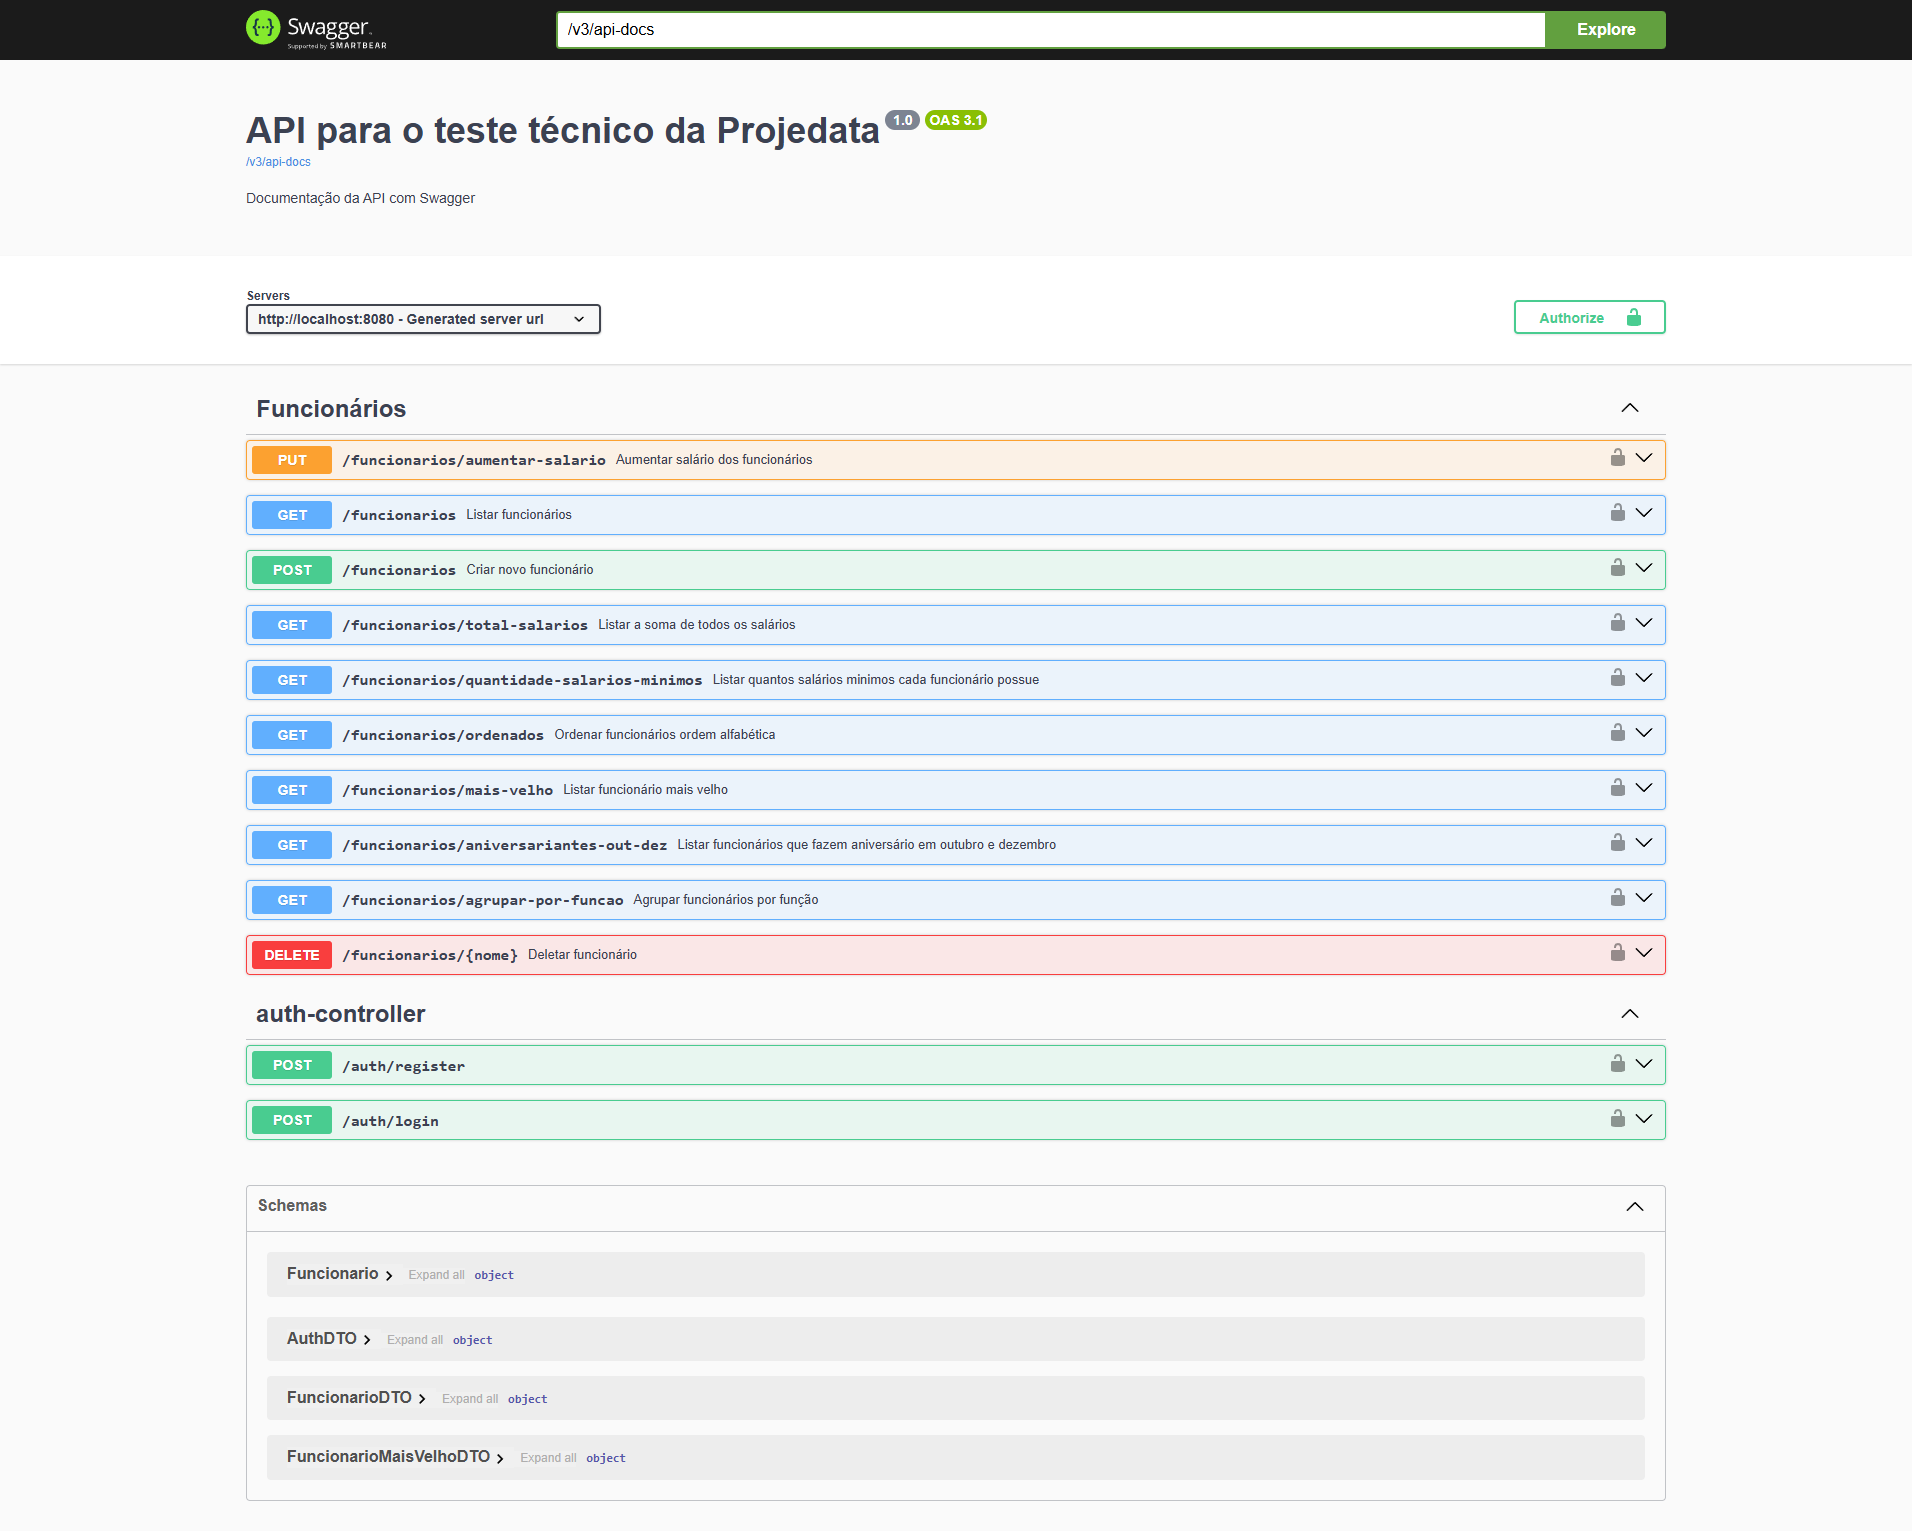 Swagger
Supported by SMARTBEAR
/v3/api-docs
Explore
API para o teste técnico da Projedata 1.0 OAS 3.1
/v3/api-docs
Documentação da API com Swagger
Servers
http://localhost:8080 - Generated server url
Authorize
Funcionários
PUT /funcionarios/aumentar-salario Aumentar salário dos funcionários
GET /funcionarios Listar funcionários
POST /funcionarios Criar novo funcionário
GET /funcionarios/total-salarios Listar a soma de todos os salários
GET /funcionarios/quantidade-salarios-minimos Listar quantos salários minimos cada funcionário possue
GET /funcionarios/ordenados Ordenar funcionários ordem alfabética
GET /funcionarios/mais-velho Listar funcionário mais velho
GET /funcionarios/aniversariantes-out-dez Listar funcionários que fazem aniversário em outubro e dezembro
GET /funcionarios/agrupar-por-funcao Agrupar funcionários por função
DELETE /funcionarios/{nome} Deletar funcionário
auth-controller
POST /auth/register
POST /auth/login
Schemas
Funcionario Expand all object
AuthDTO Expand all object
FuncionarioDTO Expand all object
FuncionarioMaisVelhoDTO Expand all object